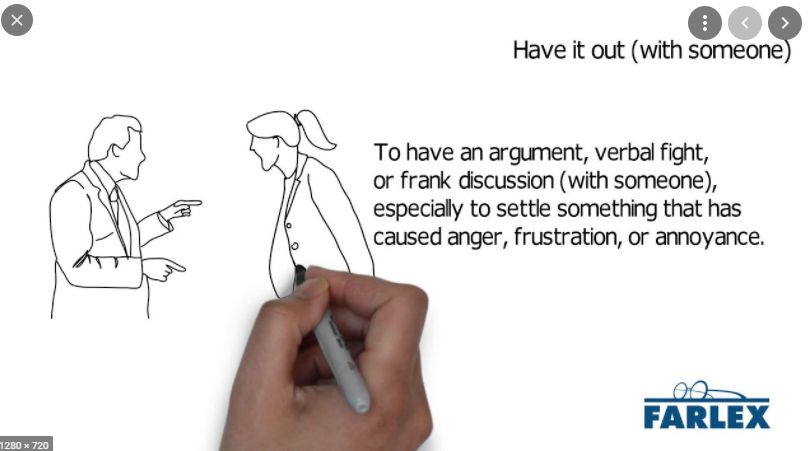 Have it out (with someone)
To have an argument, verbal fight,
or frank discussion (with someone),
especially to settle something that has
caused anger, frustration, or annoyance.
FARLEX
1280 × 720